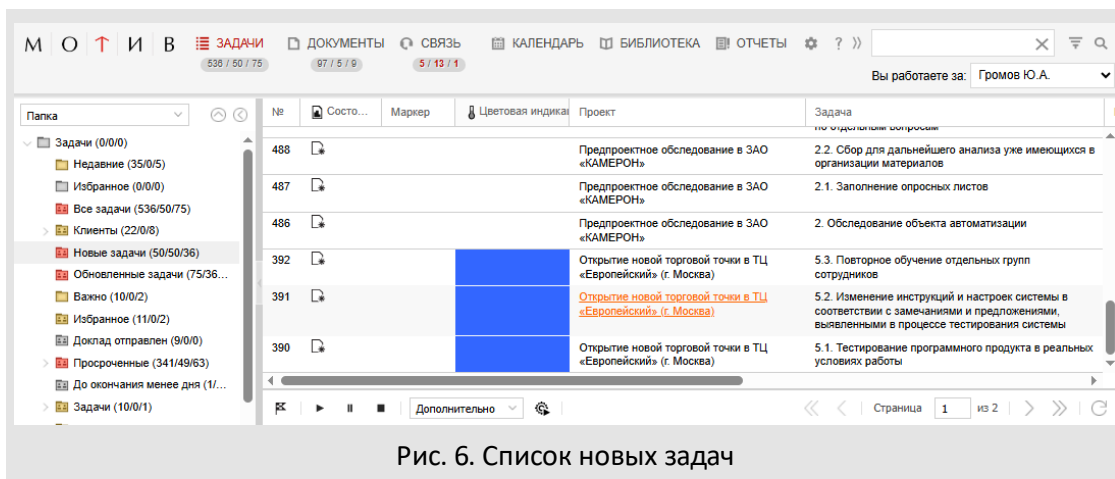 М О Т И В ЗАДАЧИ ДОКУМЕНТЫ СВЯЗЬ КАЛЕНДАРЬ БИБЛИОТЕКА ОТЧЕТЫ ?
536 / 50 / 75 97 / 5 / 9 5 / 13 / 1
Вы работаете за: Громов Ю.А.
Папка
№ Состо... Маркер Цветовая индика Проект Задача
по отдельным вопросам
Задачи (0/0/0)
Недавние (35/0/5)
Избранное (0/0/0)
Все задачи (536/50/75)
Клиенты (22/0/8)
Новые задачи (50/50/36)
Обновленные задачи (75/36...
Важно (10/0/2)
Избранное (11/0/2)
Доклад отправлен (9/0/0)
Просроченные (341/49/63)
До окончания менее дня (1/...
Задачи (10/0/1)
488 Предпроектное обследование в ЗАО «КАМЕРОН» 2.2. Сбор для дальнейшего анализа уже имеющихся в
организации материалов
487 Предпроектное обследование в ЗАО «КАМЕРОН» 2.1. Заполнение опросных листов
486 Предпроектное обследование в ЗАО «КАМЕРОН» 2. Обследование объекта автоматизации
392 Открытие новой торговой точки в ТЦ «Европейский» (г. Москва) 5.3. Повторное обучение отдельных групп
сотрудников
391 Открытие новой торговой точки в ТЦ «Европейский» (г. Москва) 5.2. Изменение инструкций и настроек системы в
соответствии с замечаниями и предложениями,
выявленными в процессе тестирования системы
390 Открытие новой торговой точки в ТЦ «Европейский» (г. Москва) 5.1. Тестирование программного продукта в реальных
условиях работы
Дополнительно Страница 1 из 2
Рис. 6. Список новых задач